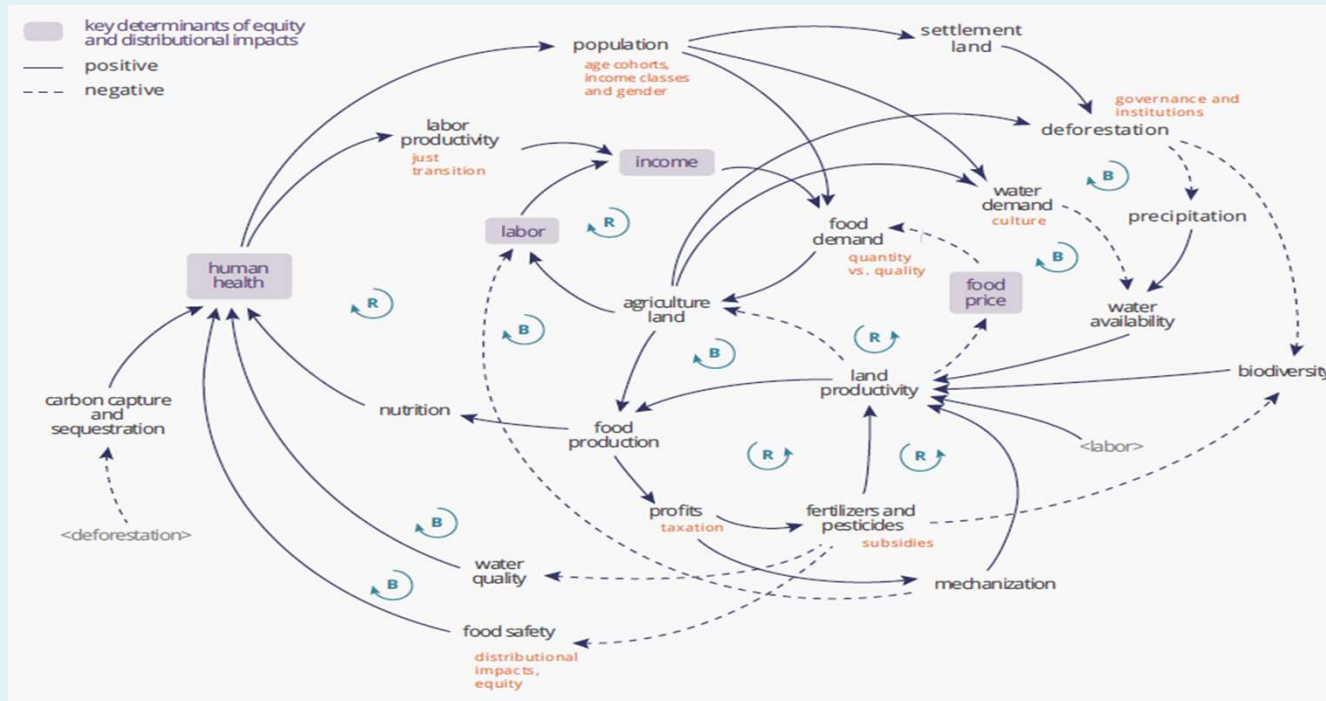 key determinants of equity
and distributional impacts
positive
negative
population
age cohorts,
income classes
and gender
settlement
land
governance and
institutions
deforestation
labor
productivity
just
transition
income
labor
R
water
demand
culture
B
precipitation
food
demand
quantity
vs. quality
B
food
price
human
health
R
agriculture
land
B
B
R
water
availability
biodiversity
land
productivity
carbon capture
and
sequestration
nutrition
food
production
<labor>
R
R
profits
taxation
fertilizers and
pesticides
subsidies
<deforestation>
B
water
quality
B
mechanization
food safety
distributional
impacts,
equity